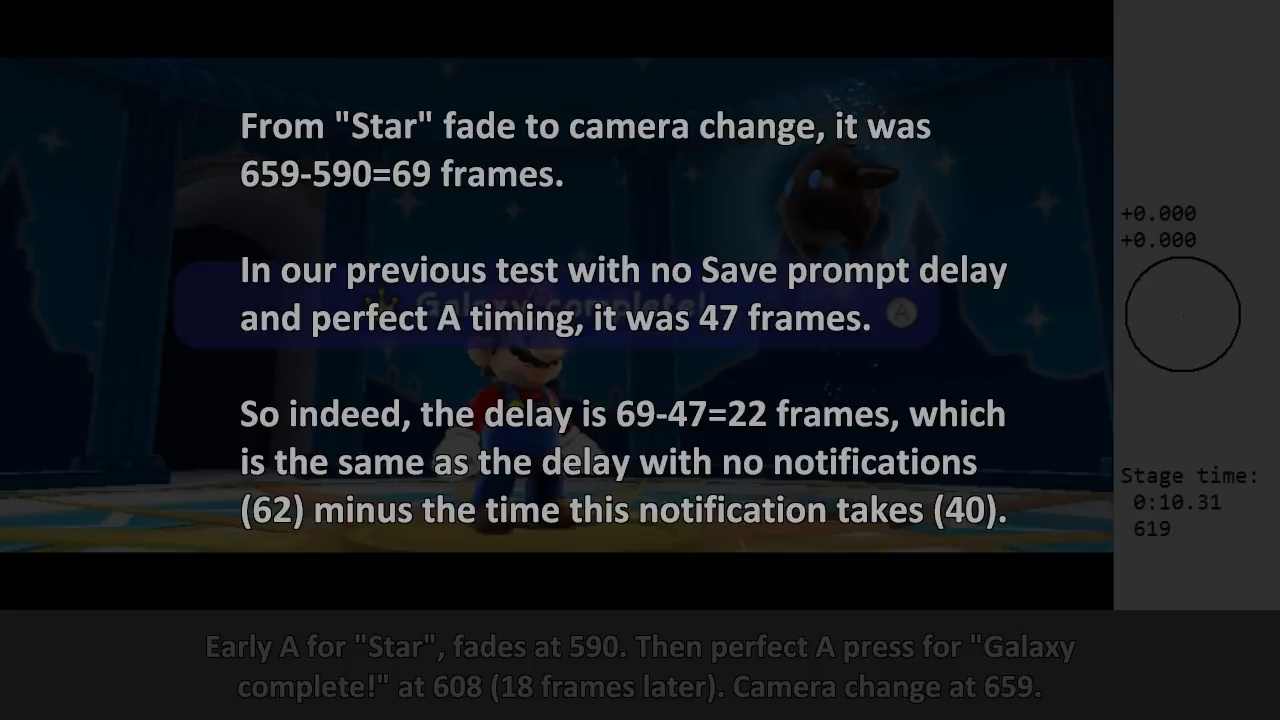 From "Star" fade to camera change, it was
659-590=69 frames.
In our previous test with no Save prompt delay
and perfect A timing, it was 47 frames.
So indeed, the delay is 69-47=22 frames, which
is the same as the delay with no notifications
(62) minus the time this notification takes (40).
Galaxy complete!
A
+0.000
+0.000
Stage time:
0:10.31
619
Early A for "Star", fades at 590. Then perfect A press for "Galaxy
complete!" at 608 (18 frames later). Camera change at 659.